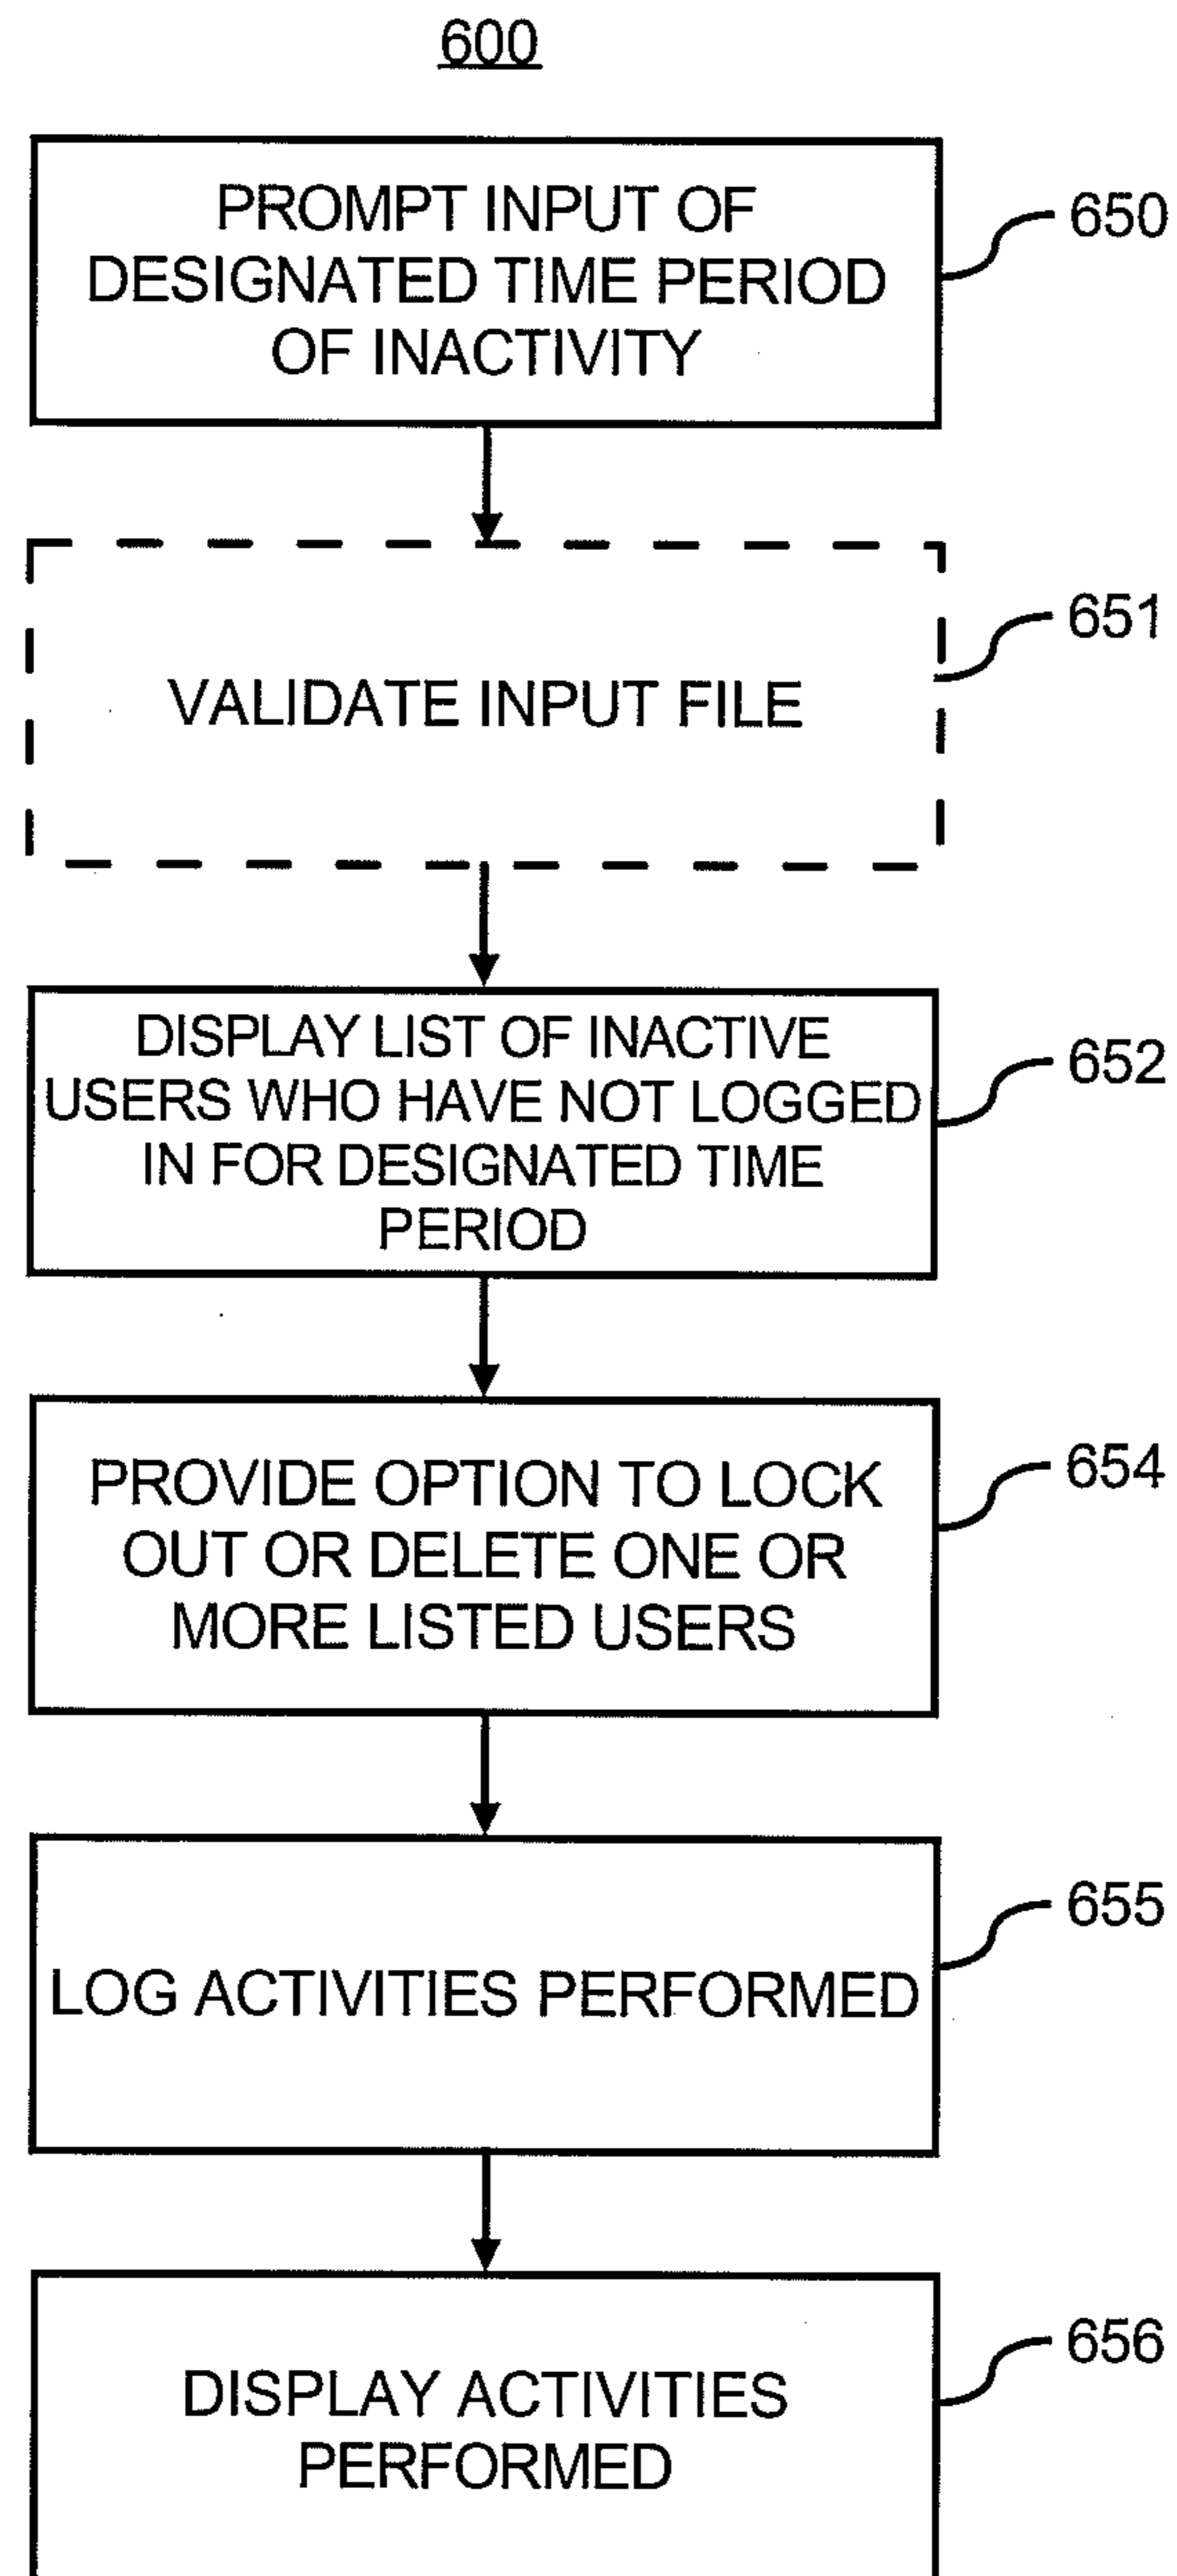 600
PROMPT INPUT OF
DESIGNATED TIME PERIOD
OF INACTIVITY
650
VALIDATE INPUT FILE
651
DISPLAY LIST OF INACTIVE
USERS WHO HAVE NOT LOGGED
IN FOR DESIGNATED TIME
PERIOD
652
PROVIDE OPTION TO LOCK
OUT OR DELETE ONE OR
MORE LISTED USERS
654
LOG ACTIVITIES PERFORMED
655
DISPLAY ACTIVITIES
PERFORMED
656